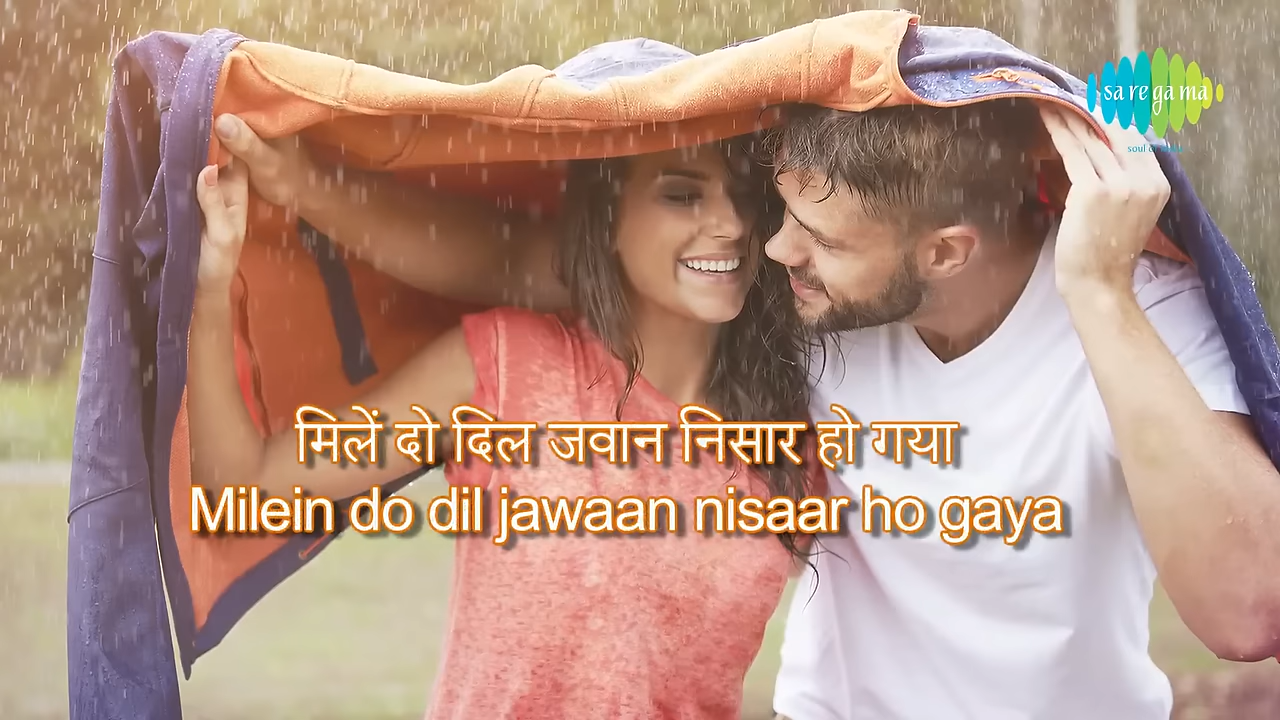 sa re ga ma
मिलें दो दिल जवान निसार हो गया
Milein do dil jawaan nisaar ho gaya